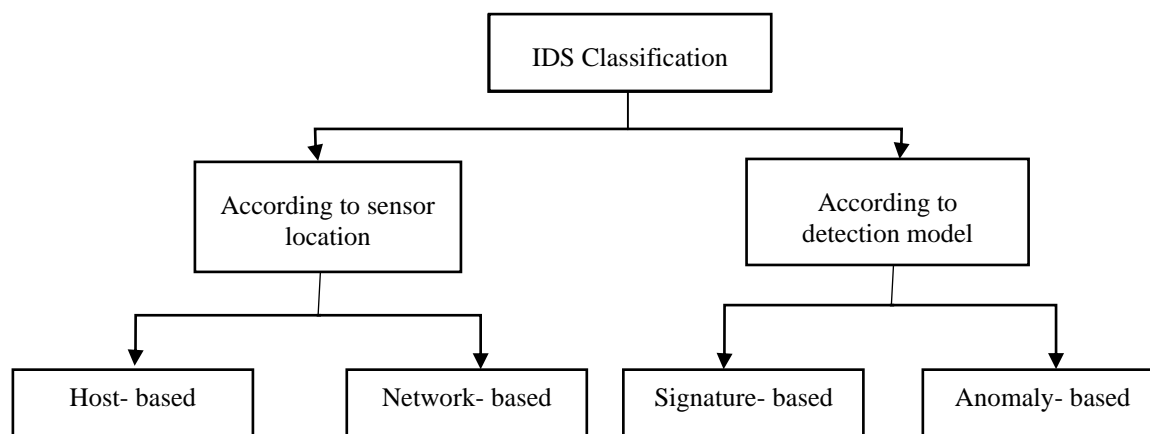 IDS Classification
According to sensor
location
According to
detection model
Host- based
Network- based
Signature- based
Anomaly- based